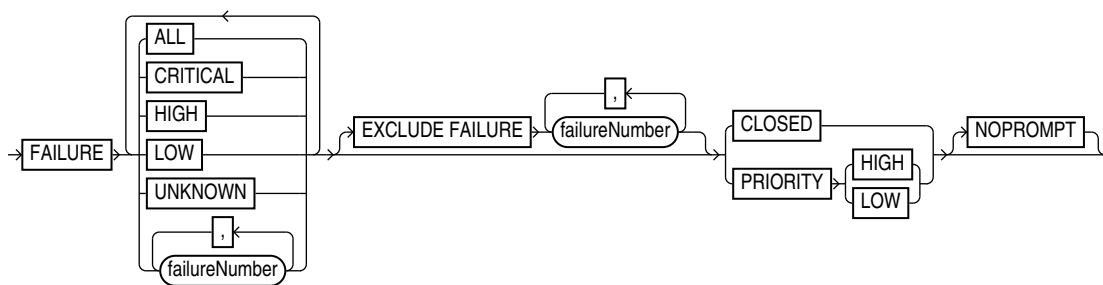 ALL
CRITICAL
HIGH
FAILURE
LOW
UNKNOWN
,
failureNumber
EXCLUDE FAILURE
,
failureNumber
CLOSED
PRIORITY
HIGH
LOW
NOPROMPT